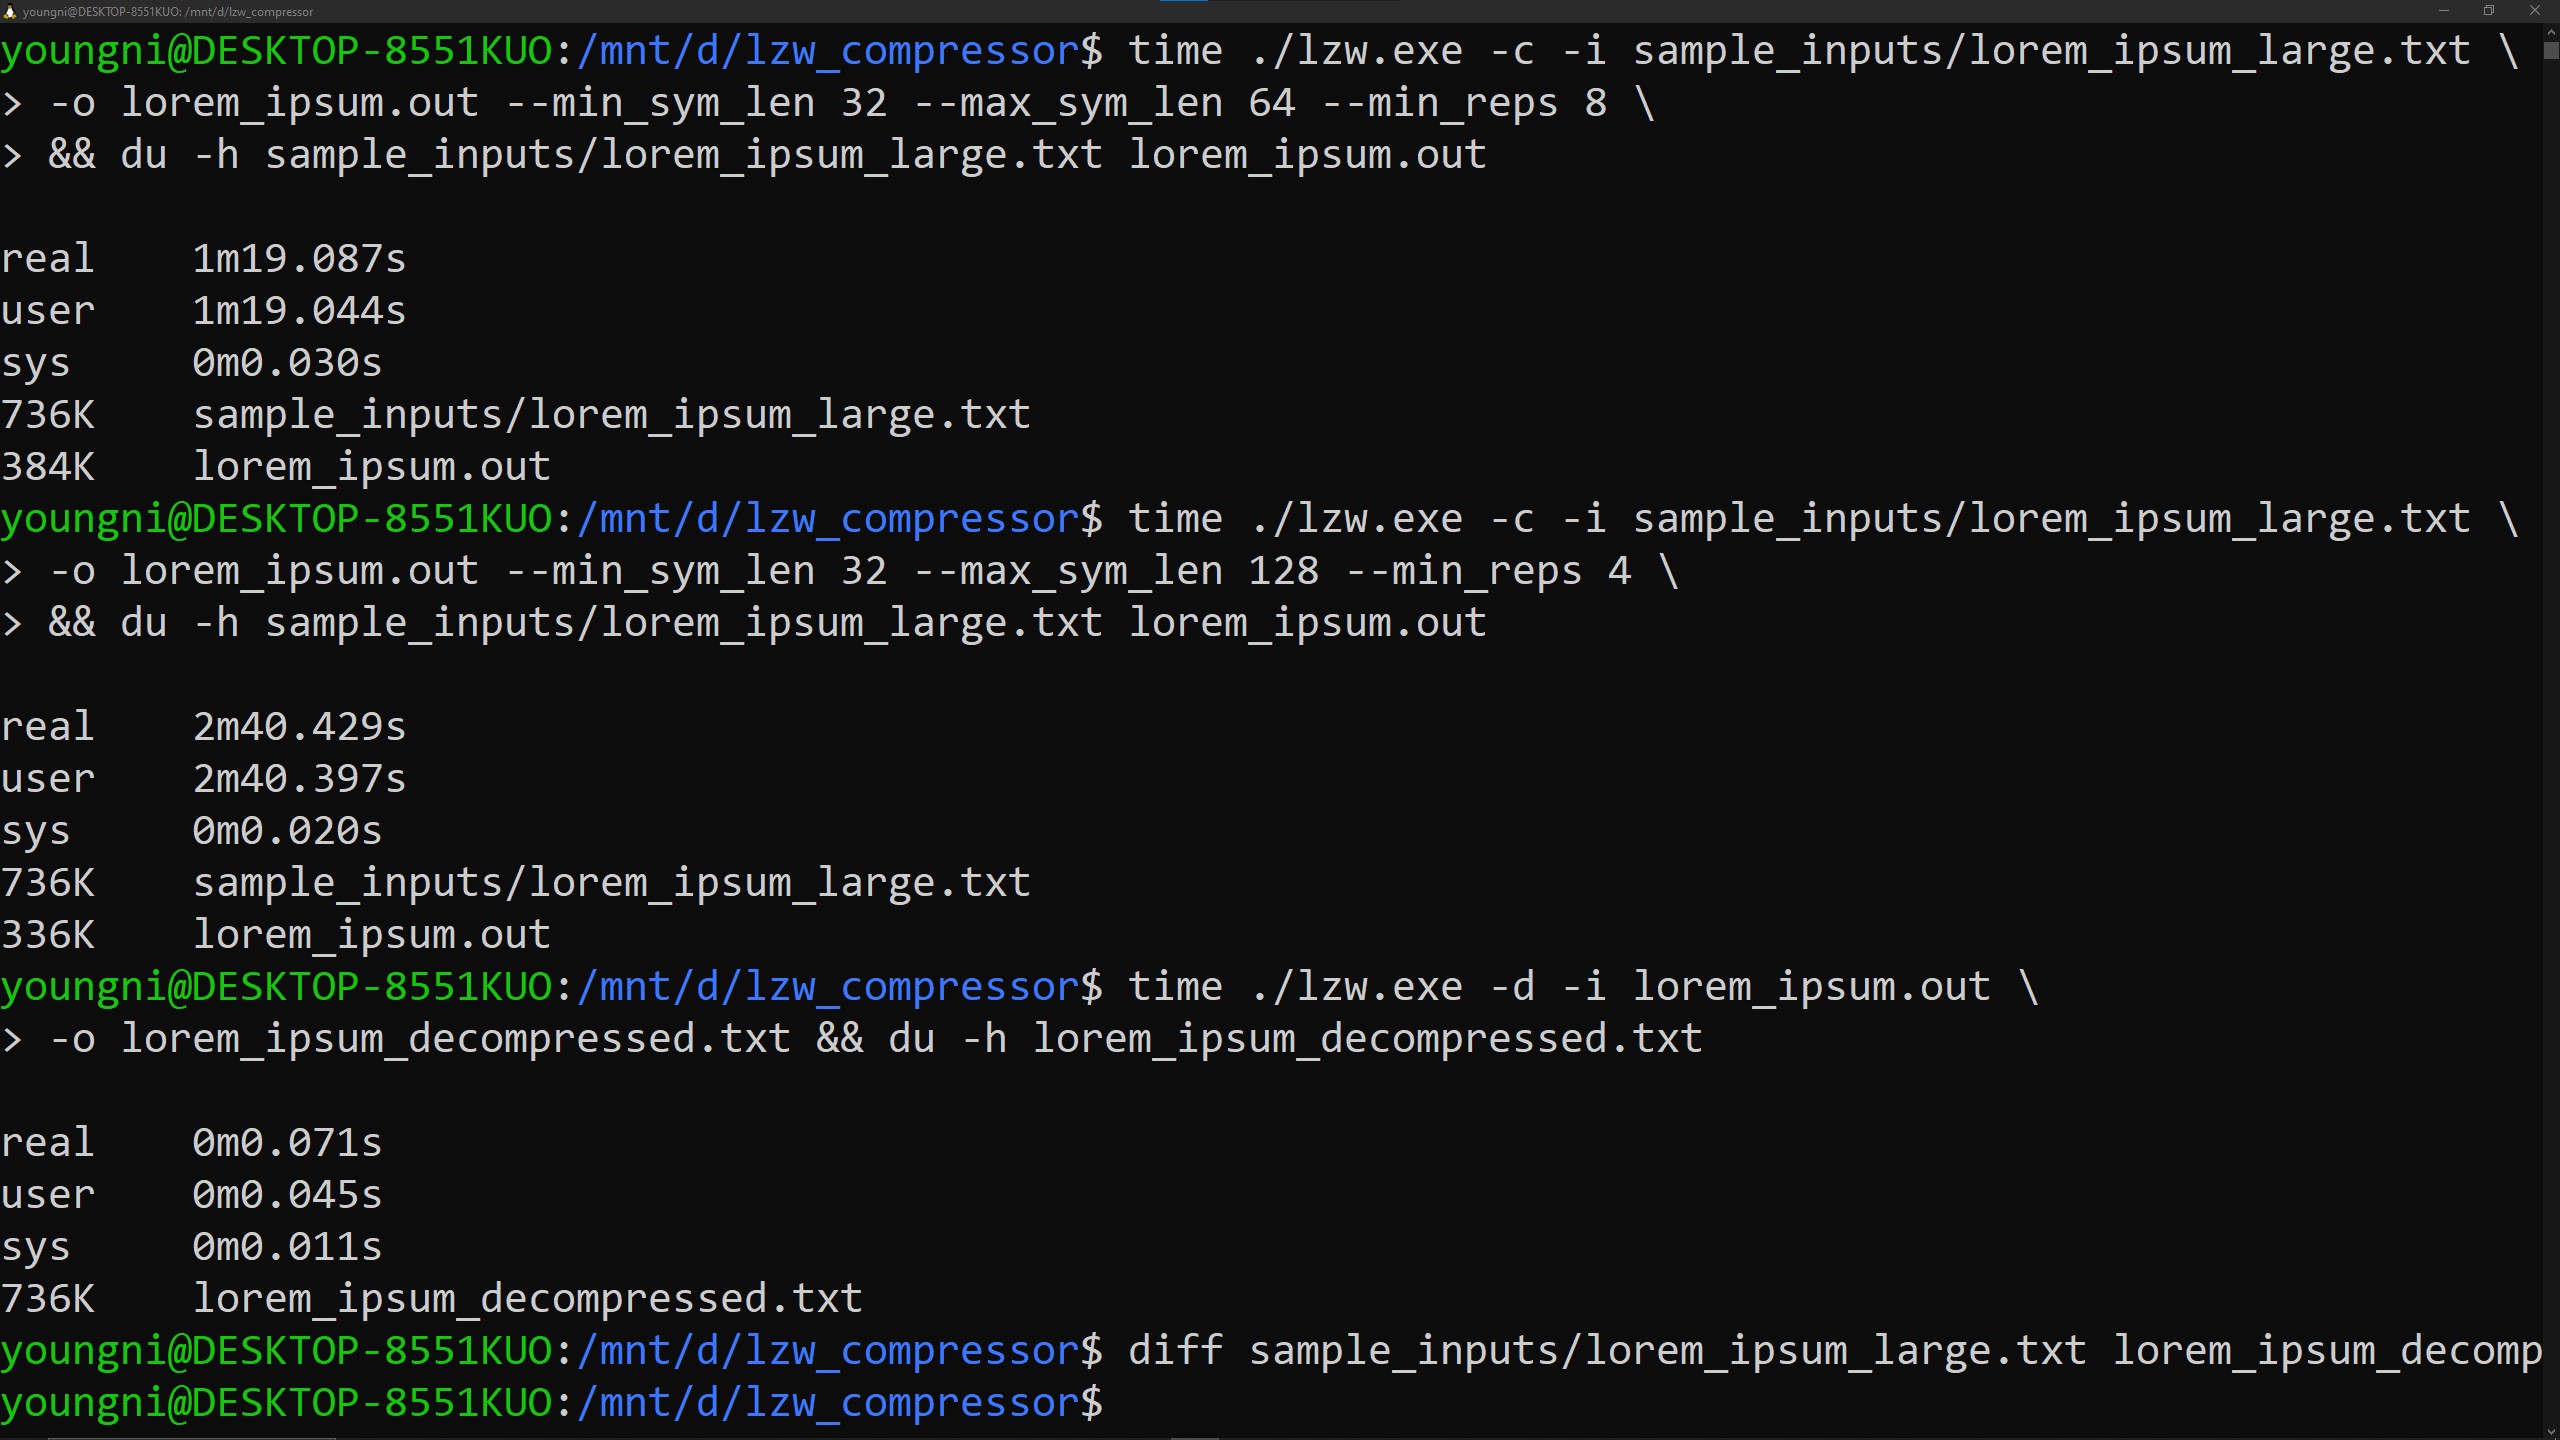 youngni@DESKTOP-8551KUO: /mnt/d/lzw_compressor
youngni@DESKTOP-8551KUO:/mnt/d/lzw_compressor$ time ./lzw.exe -c -i sample_inputs/lorem_ipsum_large.txt \
> -o lorem_ipsum.out --min_sym_len 32 --max_sym_len 64 --min_reps 8 \
> && du -h sample_inputs/lorem_ipsum_large.txt lorem_ipsum.out
real 1m19.087s
user 1m19.044s
sys 0m0.030s
736K sample_inputs/lorem_ipsum_large.txt
384K lorem_ipsum.out
youngni@DESKTOP-8551KUO:/mnt/d/lzw_compressor$ time ./lzw.exe -c -i sample_inputs/lorem_ipsum_large.txt \
> -o lorem_ipsum.out --min_sym_len 32 --max_sym_len 128 --min_reps 4 \
> && du -h sample_inputs/lorem_ipsum_large.txt lorem_ipsum.out
real 2m40.429s
user 2m40.397s
sys 0m0.020s
736K sample_inputs/lorem_ipsum_large.txt
336K lorem_ipsum.out
youngni@DESKTOP-8551KUO:/mnt/d/lzw_compressor$ time ./lzw.exe -d -i lorem_ipsum.out \
> -o lorem_ipsum_decompressed.txt && du -h lorem_ipsum_decompressed.txt
real 0m0.071s
user 0m0.045s
sys 0m0.011s
736K lorem_ipsum_decompressed.txt
youngni@DESKTOP-8551KUO:/mnt/d/lzw_compressor$ diff sample_inputs/lorem_ipsum_large.txt lorem_ipsum_decomp
youngni@DESKTOP-8551KUO:/mnt/d/lzw_compressor$